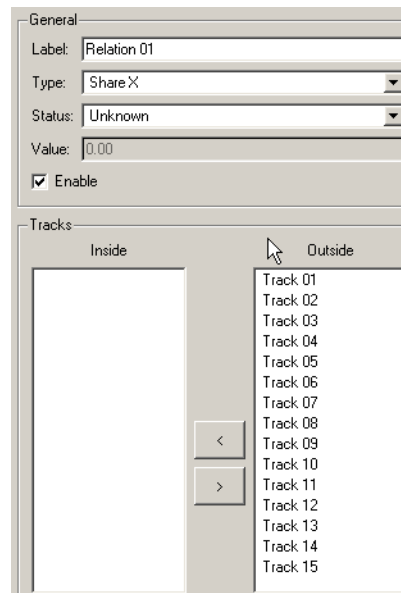 General
Label: Relation 01
Type: Share X
Status: Unknown
Value: 0.00
Enable
Tracks
Inside
Outside
Track 01
Track 02
Track 03
Track 04
Track 05
Track 06
Track 07
Track 08
Track 09
Track 10
Track 11
Track 12
Track 13
Track 14
Track 15
<
>